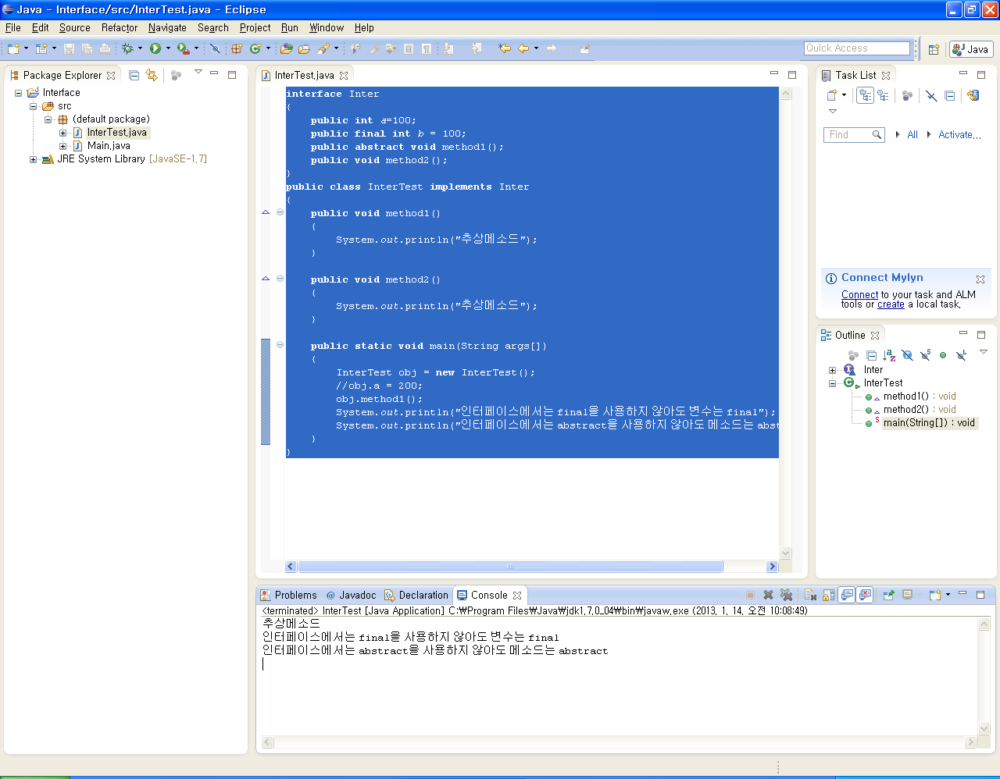 Java - Interface/src/InterTest.java - Eclipse
File Edit Source Refactor Navigate Search Project Run Window Help
Quick Access
Java
Package Explorer
Interface
src
(default package)
InterTest.java
Main.java
JRE System Library [JavaSE-1.7]
InterTest.java
interface Inter
{
public int a=100;
public final int b = 100;
public abstract void method1();
public void method2();
}
public class InterTest implements Inter
{
public void method1()
{
System.out.println("추상메소드");
}
public void method2()
{
System.out.println("추상메소드");
}
public static void main(String args[])
{
InterTest obj = new InterTest();
//obj.a = 200;
obj.method1();
System.out.println("인터페이스에서는 final을 사용하지 않아도 변수는 final");
System.out.println("인터페이스에서는 abstract을 사용하지 않아도 메소드는 abst
}
}
Task List
Find
All
Activate...
Connect Mylyn
Connect to your task and ALM
tools or create a local task.
Outline
Inter
InterTest
method1() : void
method2() : void
main(String[]) : void
Problems @ Javadoc Declaration Console
<terminated> InterTest [Java Application] C:₩Program Files₩Java₩jdk1.7.0_04₩bin₩javaw.exe (2013. 1. 14. 오전 10:08:49)
추상메소드
인터페이스에서는 final을 사용하지 않아도 변수는 final
인터페이스에서는 abstract을 사용하지 않아도 메소드는 abstract